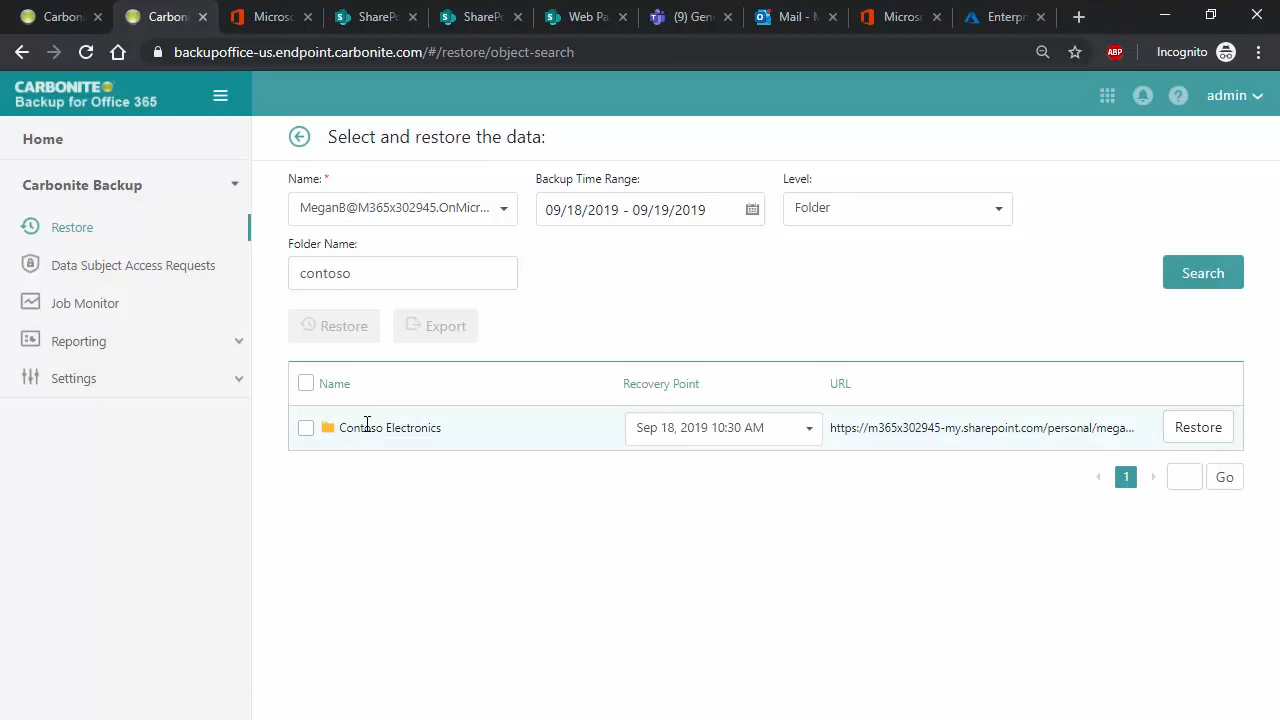 Carbon
Carbon
Micros
SharePo
SharePo
Web Pa
(9) Gen
Mail - M
Micros
Enterp
backupoffice-us.endpoint.carbonite.com/#/restore/object-search
ABP
Incognito
CARBONITE
Backup for Office 365
admin
Home
Carbonite Backup
Restore
Data Subject Access Requests
Job Monitor
Reporting
Settings
Select and restore the data:
Name: * Backup Time Range: Level:
MeganB@M365x302945.OnMicr... 09/18/2019 - 09/19/2019 Folder
Folder Name:
contoso
Search
Restore Export
Name Recovery Point URL
Contoso Electronics Sep 18, 2019 10:30 AM https://m365x302945-my.sharepoint.com/personal/mega... Restore
1 Go